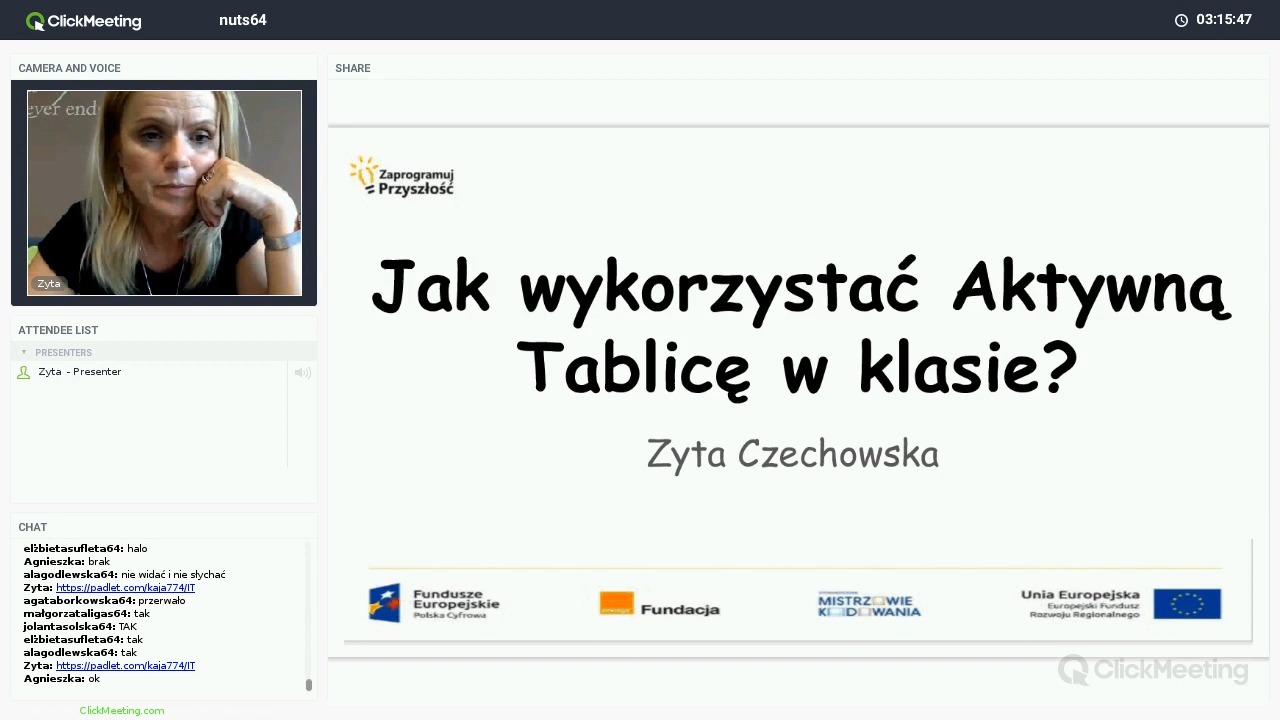 ClickMeeting
nuts64
03:15:47
CAMERA AND VOICE
ever ends
Zyta
ATTENDEE LIST
PRESENTERS
Zyta - Presenter
CHAT
elżbietasufleta64: halo
Agnieszka: brak
alagodlewska64: nie widać i nie słychać
Zyta: https://padlet.com/kaja774/IT
agataborkowska64: przerwało
małgorzataligas64: tak
jolantasolska64: TAK
elżbietasufleta64: tak
alagodlewska64: tak
Zyta: https://padlet.com/kaja774/IT
Agnieszka: ok
ClickMeeting.com
SHARE
Zaprogramuj
Przyszłość
Jak wykorzystać Aktywną
Tablicę w klasie?
Zyta Czechowska
Fundusze
Europejskie
Polska Cyfrowa
Fundacja
MISTRZOWIE
KODOWANIA
Unia Europejska
Europejski Fundusz
Rozwoju Regionalnego
ClickMeeting